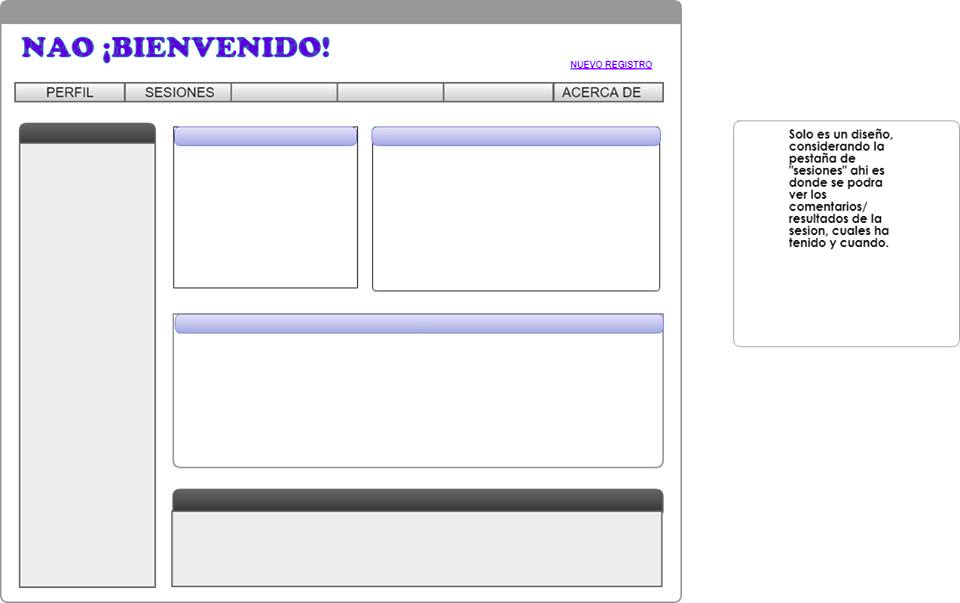 NAO ¡BIENVENIDO!
NUEVO REGISTRO
PERFIL SESIONES ACERCA DE
Solo es un diseño,
considerando la
pestaña de
"sesiones" ahi es
donde se podra
ver los
comentarios/
resultados de la
sesion, cuales ha
tenido y cuando.